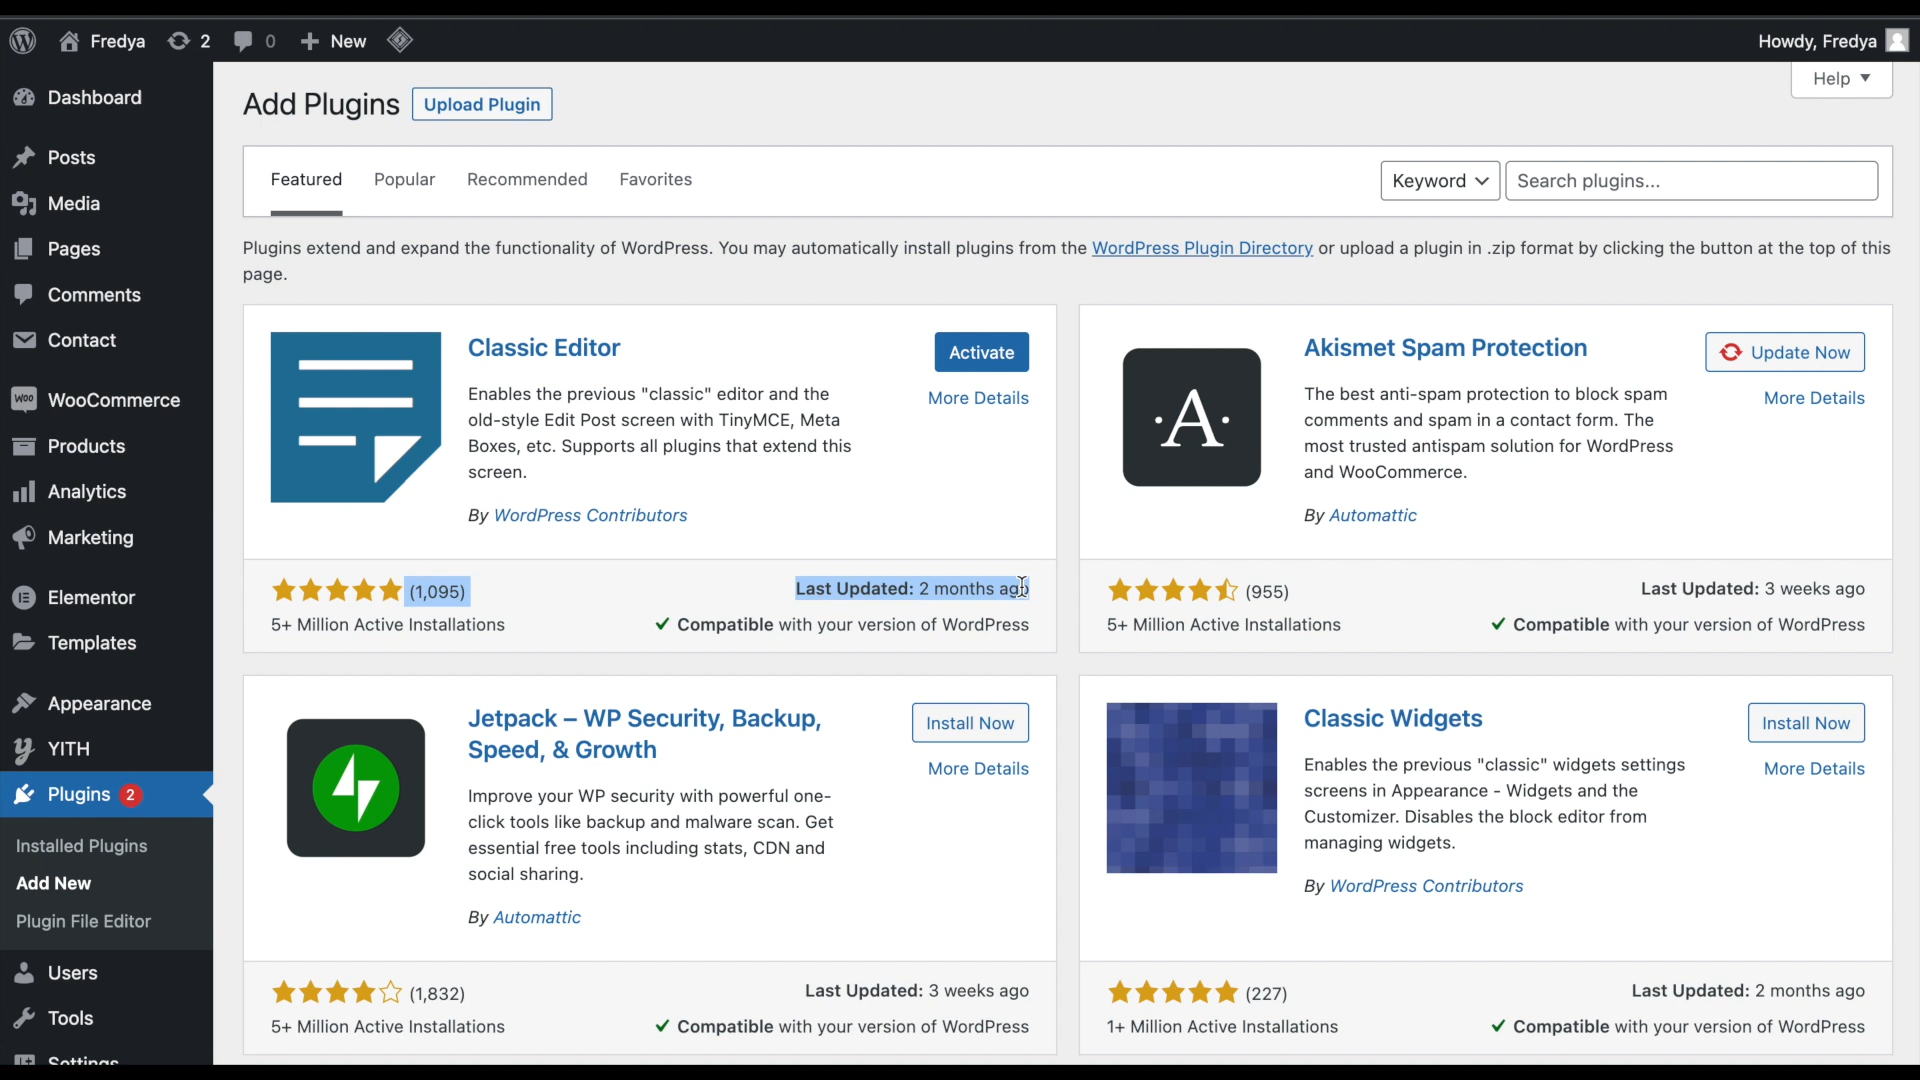 Fredya 2 0 New Howdy, Fredya
Help
Dashboard
Posts
Media
Pages
Comments
Contact
WooCommerce
Products
Analytics
Marketing
Elementor
Templates
Appearance
YITH
Plugins 2
Installed Plugins
Add New
Plugin File Editor
Users
Tools
Settings
Add Plugins Upload Plugin
Featured Popular Recommended Favorites Keyword Search plugins...
Plugins extend and expand the functionality of WordPress. You may automatically install plugins from the WordPress Plugin Directory or upload a plugin in .zip format by clicking the button at the top of this
page.
Classic Editor
Activate
More Details
Enables the previous "classic" editor and the
old-style Edit Post screen with TinyMCE, Meta
Boxes, etc. Supports all plugins that extend this
screen.
By WordPress Contributors
(1,095) Last Updated: 2 months ago
5+ Million Active Installations ✓ Compatible with your version of WordPress
A
Akismet Spam Protection
Update Now
More Details
The best anti-spam protection to block spam
comments and spam in a contact form. The
most trusted antispam solution for WordPress
and WooCommerce.
By Automattic
(955) Last Updated: 3 weeks ago
5+ Million Active Installations ✓ Compatible with your version of WordPress
Jetpack – WP Security, Backup,
Speed, & Growth
Install Now
More Details
Improve your WP security with powerful one-
click tools like backup and malware scan. Get
essential free tools including stats, CDN and
social sharing.
By Automattic
(1,832) Last Updated: 3 weeks ago
5+ Million Active Installations ✓ Compatible with your version of WordPress
Classic Widgets
Install Now
More Details
Enables the previous "classic" widgets settings
screens in Appearance - Widgets and the
Customizer. Disables the block editor from
managing widgets.
By WordPress Contributors
(227) Last Updated: 2 months ago
1+ Million Active Installations ✓ Compatible with your version of WordPress